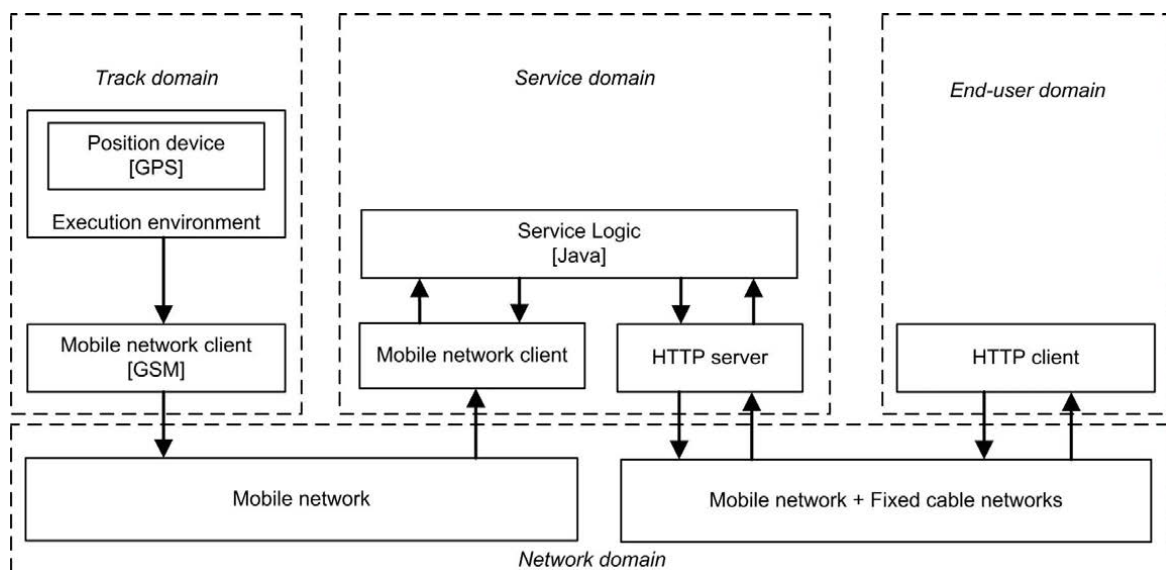 Track domain
Position device
[GPS]
Execution environment
Mobile network client
[GSM]
Service domain
Service Logic
[Java]
Mobile network client
HTTP server
End-user domain
HTTP client
Mobile network
Mobile network + Fixed cable networks
Network domain